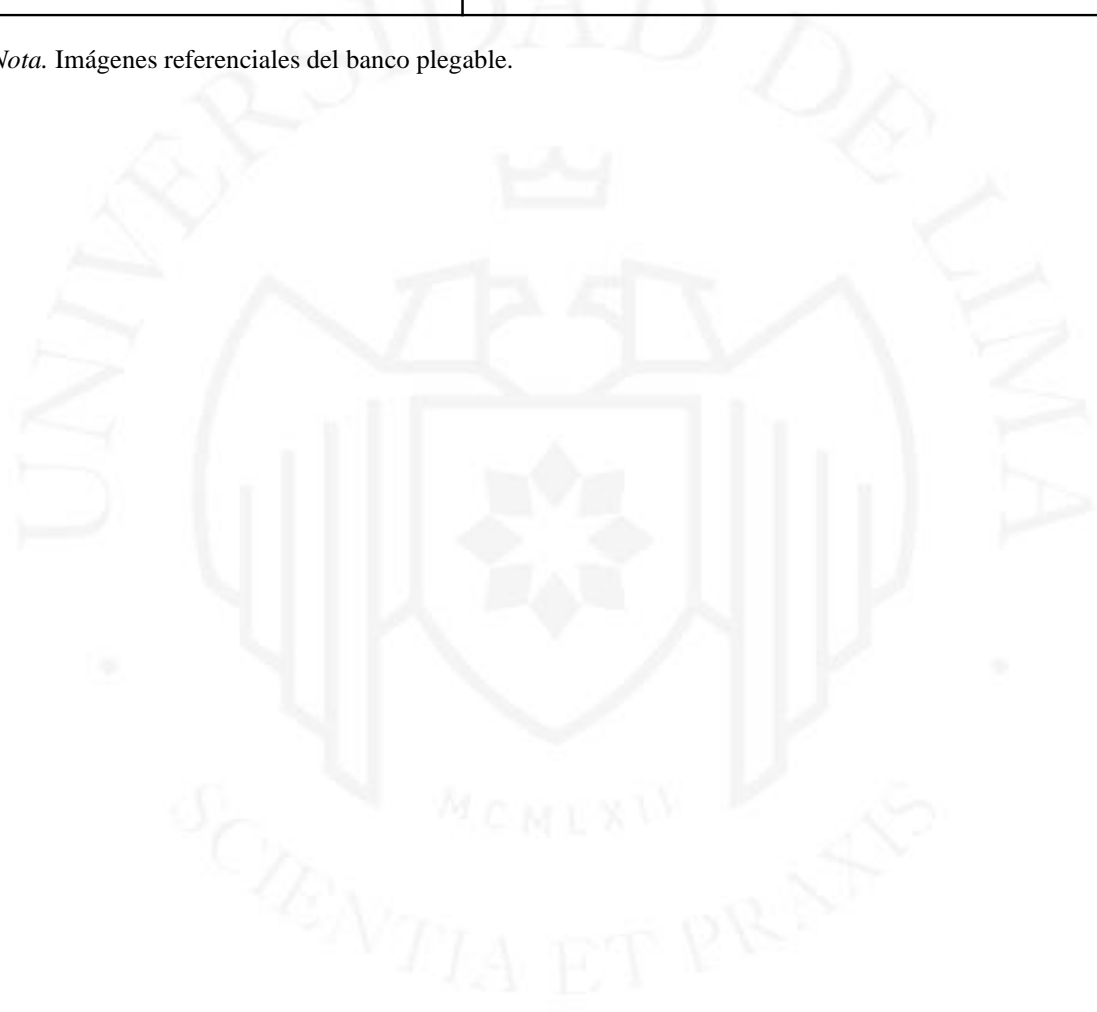 Nota. Imágenes referenciales del banco plegable.
UNIVERSIDAD DE LIMA
MCMLXII
SCIENTIA ET PRAXIS